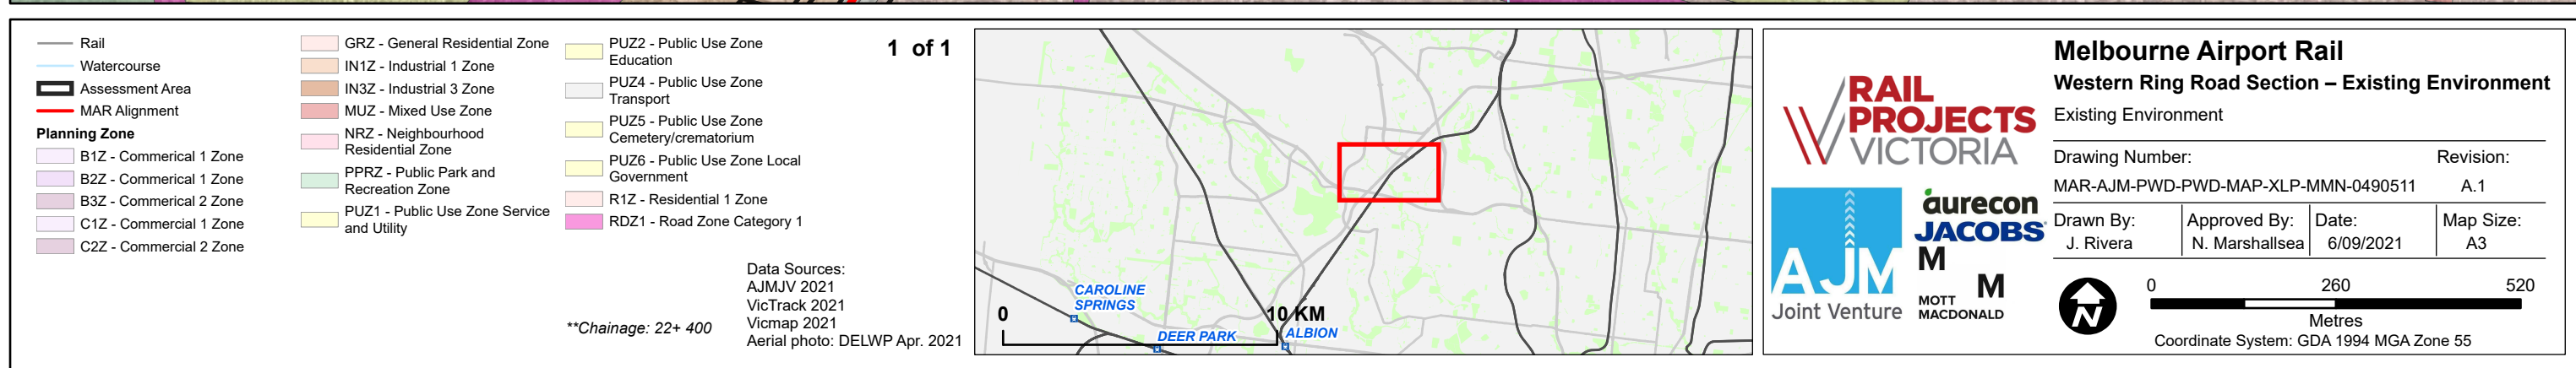 Rail
Watercourse
Assessment Area
MAR Alignment
Planning Zone
B1Z - Commerical 1 Zone
B2Z - Commercial 1 Zone
B3Z - Commercial 2 Zone
C1Z - Commercial 1 Zone
C2Z - Commercial 2 Zone
GRZ - General Residential Zone
IN1Z - Industrial 1 Zone
IN3Z - Industrial 3 Zone
MUZ - Mixed Use Zone
NRZ - Neighbourhood
Residential Zone
PPRZ - Public Park and
Recreation Zone
PUZ1 - Public Use Zone Service
and Utility
PUZ2 - Public Use Zone
Education
PUZ4 - Public Use Zone
Transport
PUZ5 - Public Use Zone
Cemetery/crematorium
PUZ6 - Public Use Zone Local
Government
R1Z - Residential 1 Zone
RDZ1 - Road Zone Category 1
1 of 1
**Chainage: 22+ 400
Data Sources:
AJMJV 2021
VicTrack 2021
Vicmap 2021
Aerial photo: DELWP Apr. 2021
CAROLINE
SPRINGS
0 10 KM
DEER PARK
ALBION
RAIL
PROJECTS
VICTORIA
AJM
Joint Venture
aurecon
JACOBS
M M
MOTT
MACDONALD
Melbourne Airport Rail
Western Ring Road Section – Existing Environment
Existing Environment
Drawing Number: Revision:
MAR-AJM-PWD-PWD-MAP-XLP-MMN-0490511 A.1
Drawn By: Approved By: Date: Map Size:
J. Rivera N. Marshallsea 6/09/2021 A3
N
0 260 520
Metres
Coordinate System: GDA 1994 MGA Zone 55